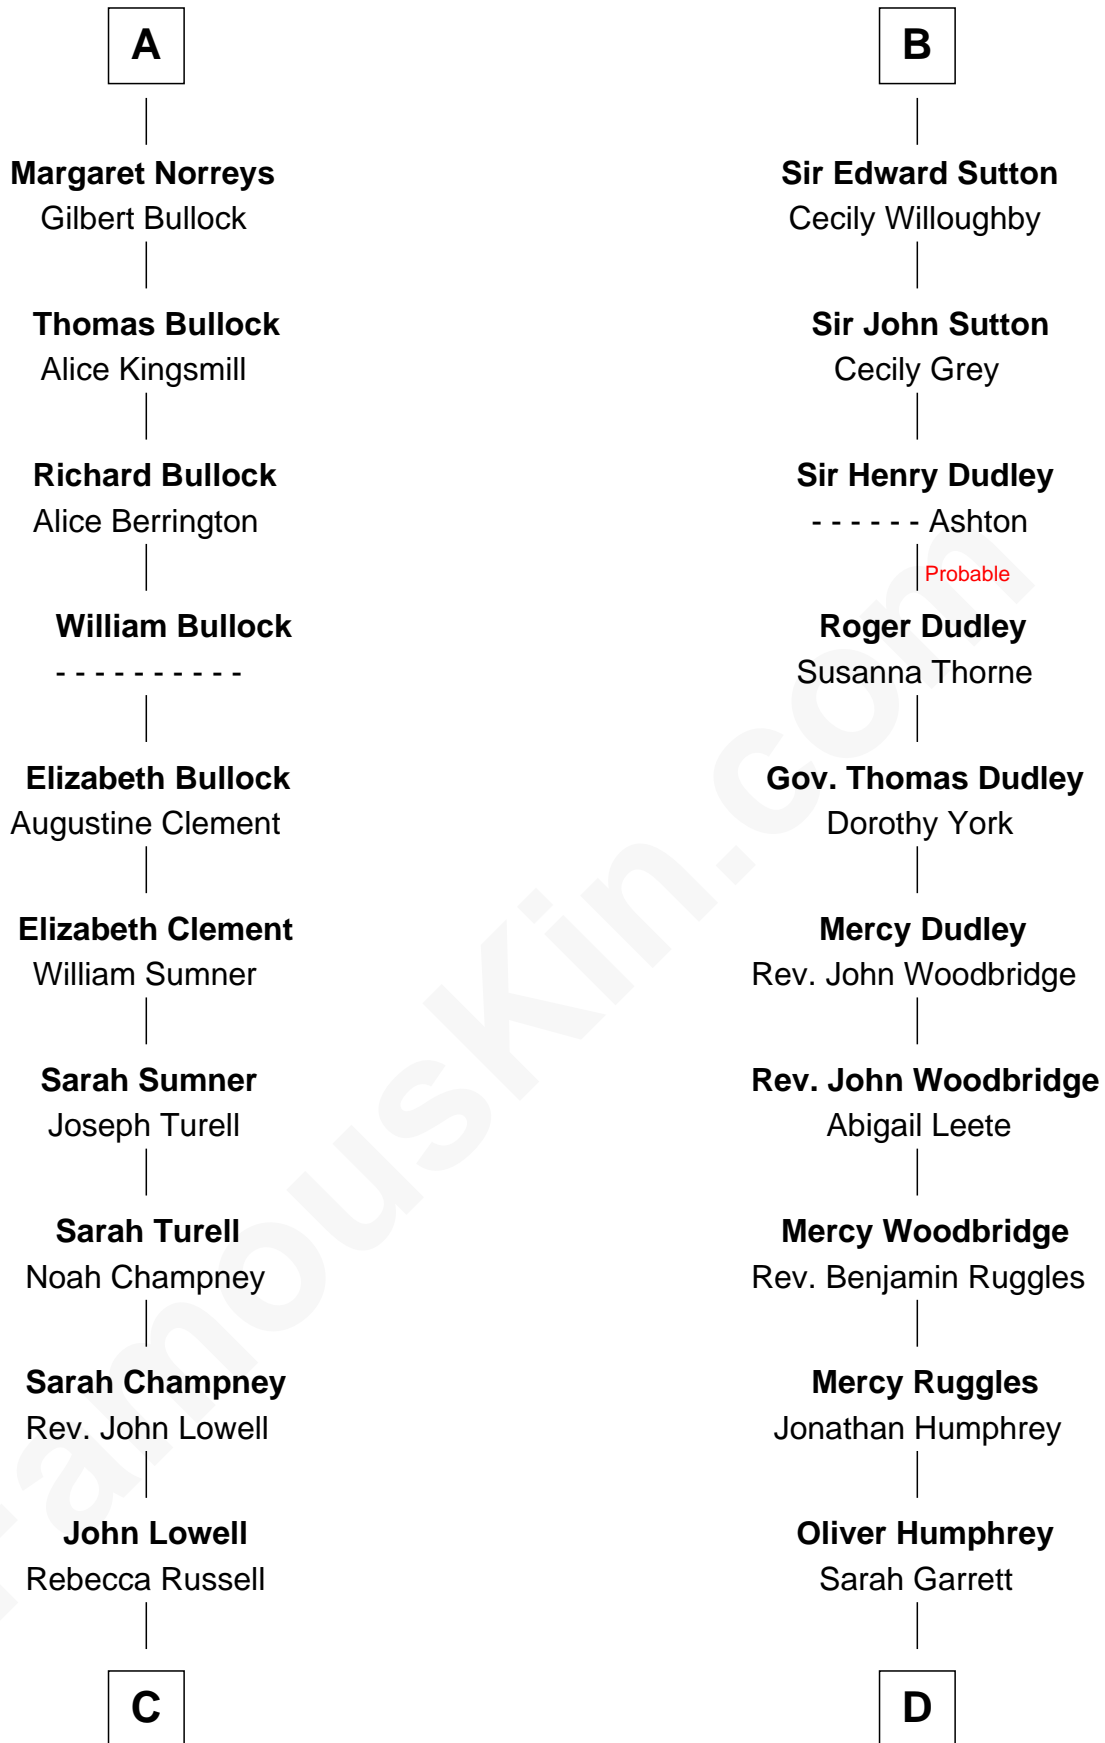 A
Margaret Norreys
Gilbert Bullock
Thomas Bullock
Alice Kingsmill
Richard Bullock
Alice Berrington
William Bullock
- - - - - - - - - -
Elizabeth Bullock
Augustine Clement
Elizabeth Clement
William Sumner
Sarah Sumner
Joseph Turell
Sarah Turell
Noah Champney
Sarah Champney
Rev. John Lowell
John Lowell
Rebecca Russell
C
B
Sir Edward Sutton
Cecily Willoughby
Sir John Sutton
Cecily Grey
Sir Henry Dudley
- - - - - - Ashton
Probable
Roger Dudley
Susanna Thorne
Gov. Thomas Dudley
Dorothy York
Mercy Dudley
Rev. John Woodbridge
Rev. John Woodbridge
Abigail Leete
Mercy Woodbridge
Rev. Benjamin Ruggles
Mercy Ruggles
Jonathan Humphrey
Oliver Humphrey
Sarah Garrett
D
FamousKin.com